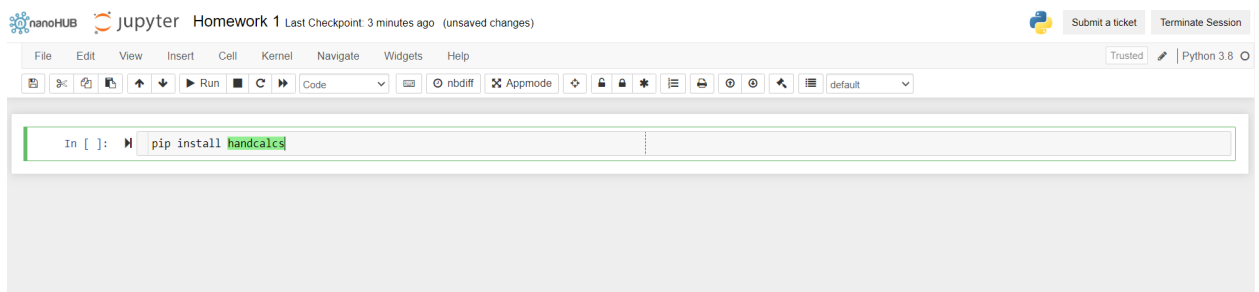 nanoHUB jupyter Homework 1 Last Checkpoint: 3 minutes ago (unsaved changes) Submit a ticket Terminate Session
File Edit View Insert Cell Kernel Navigate Widgets Help Trusted Python 3.8
Run Code nbdiff Appmode default
In [ ]: pip install handcalcs